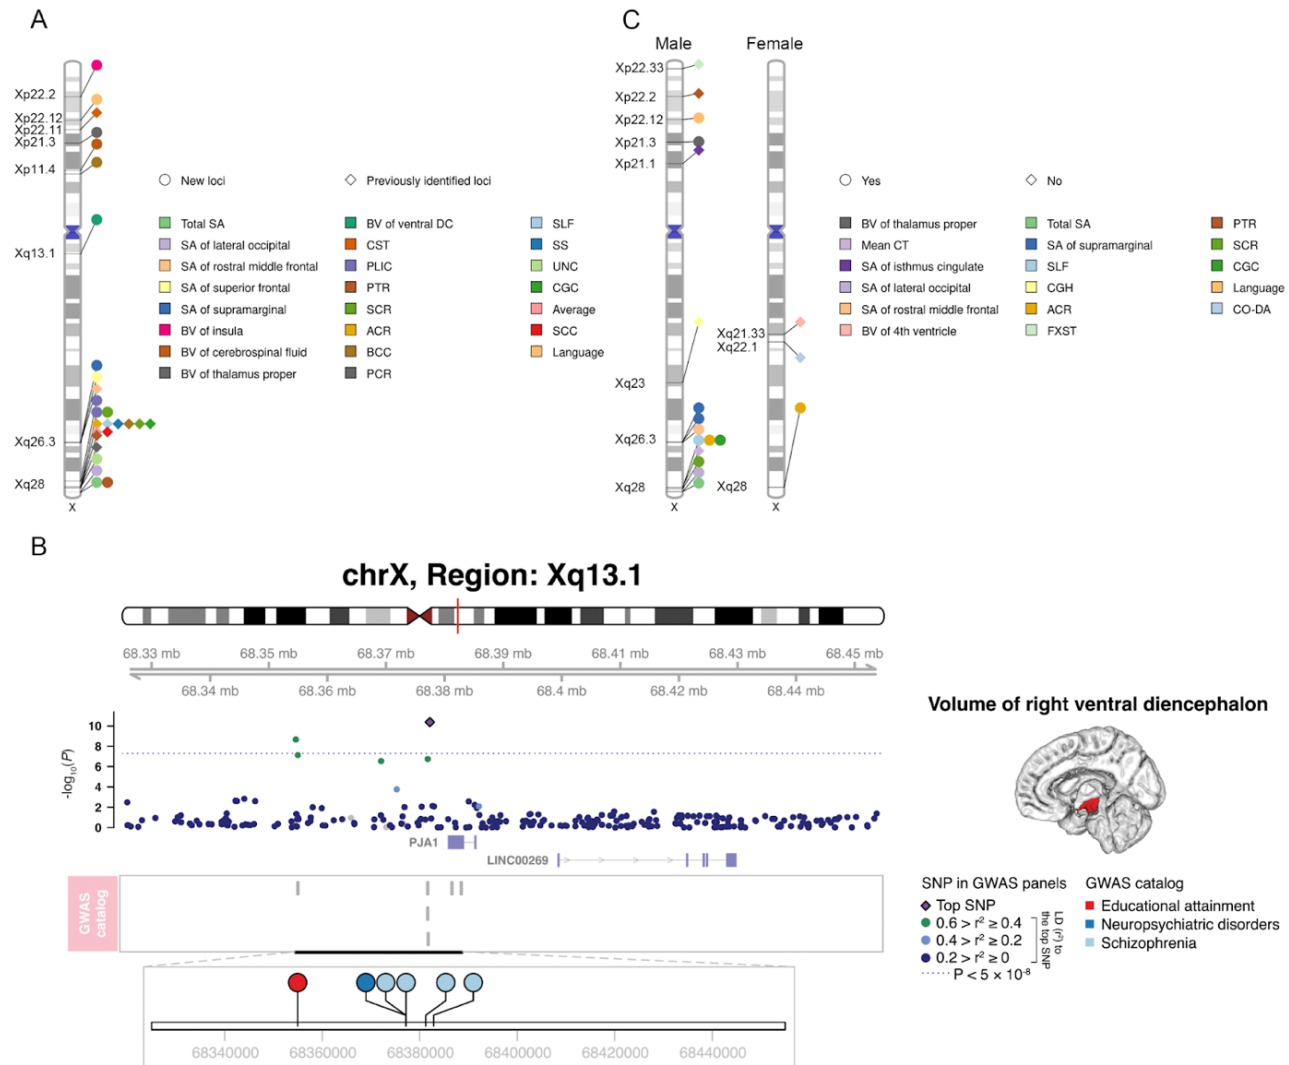 A
Xp22.2
Xp22.12
Xp22.11
Xp21.3
Xp11.4
Xq13.1
Xq26.3
Xq28
X
New loci
Previously identified loci
Total SA
SA of lateral occipital
SA of rostral middle frontal
SA of superior frontal
SA of supramarginal
BV of insula
BV of cerebrospinal fluid
BV of thalamus proper
BV of ventral DC
CST
PLIC
PTR
SCR
ACR
BCC
PCR
SLF
SS
UNC
CGC
Average
SCC
Language
C
Male
Female
Xp22.33
Xp22.2
Xp22.12
Xp21.3
Xp21.1
Xq23
Xq26.3
Xq28
X
Xq21.33
Xq22.1
Xq28
X
Yes
No
BV of thalamus proper
Mean CT
SA of isthmus cingulate
SA of lateral occipital
SA of rostral middle frontal
BV of 4th ventricle
Total SA
SA of supramarginal
SLF
CGH
ACR
FXST
PTR
SCR
CGC
Language
CO-DA
B
chrX, Region: Xq13.1
68.33 mb 68.35 mb 68.37 mb 68.39 mb 68.41 mb 68.43 mb 68.45 mb
68.34 mb 68.36 mb 68.38 mb 68.4 mb 68.42 mb 68.44 mb
-log10(P)
10
8
6
4
2
0
PJA1
LINC00269
GWAS
catalog
68340000 68360000 68380000 68400000 68420000 68440000
Volume of right ventral diencephalon
SNP in GWAS panels
Top SNP
0.6 > r² ≥ 0.4
0.4 > r² ≥ 0.2
0.2 > r² ≥ 0
P < 5 × 10⁻⁸
LD (r²) to
the top SNP
GWAS catalog
Educational attainment
Neuropsychiatric disorders
Schizophrenia